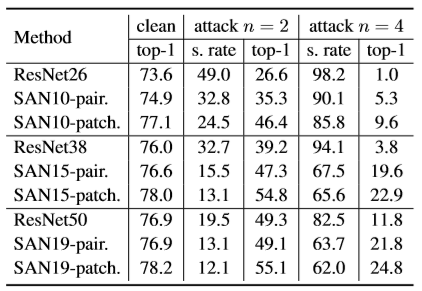 Method clean attack n = 2 attack n = 4
top-1 s. rate top-1 s. rate top-1
ResNet26 73.6 49.0 26.6 98.2 1.0
SAN10-pair. 74.9 32.8 35.3 90.1 5.3
SAN10-patch. 77.1 24.5 46.4 85.8 9.6
ResNet38 76.0 32.7 39.2 94.1 3.8
SAN15-pair. 76.6 15.5 47.3 67.5 19.6
SAN15-patch. 78.0 13.1 54.8 65.6 22.9
ResNet50 76.9 19.5 49.3 82.5 11.8
SAN19-pair. 76.9 13.1 49.1 63.7 21.8
SAN19-patch. 78.2 12.1 55.1 62.0 24.8